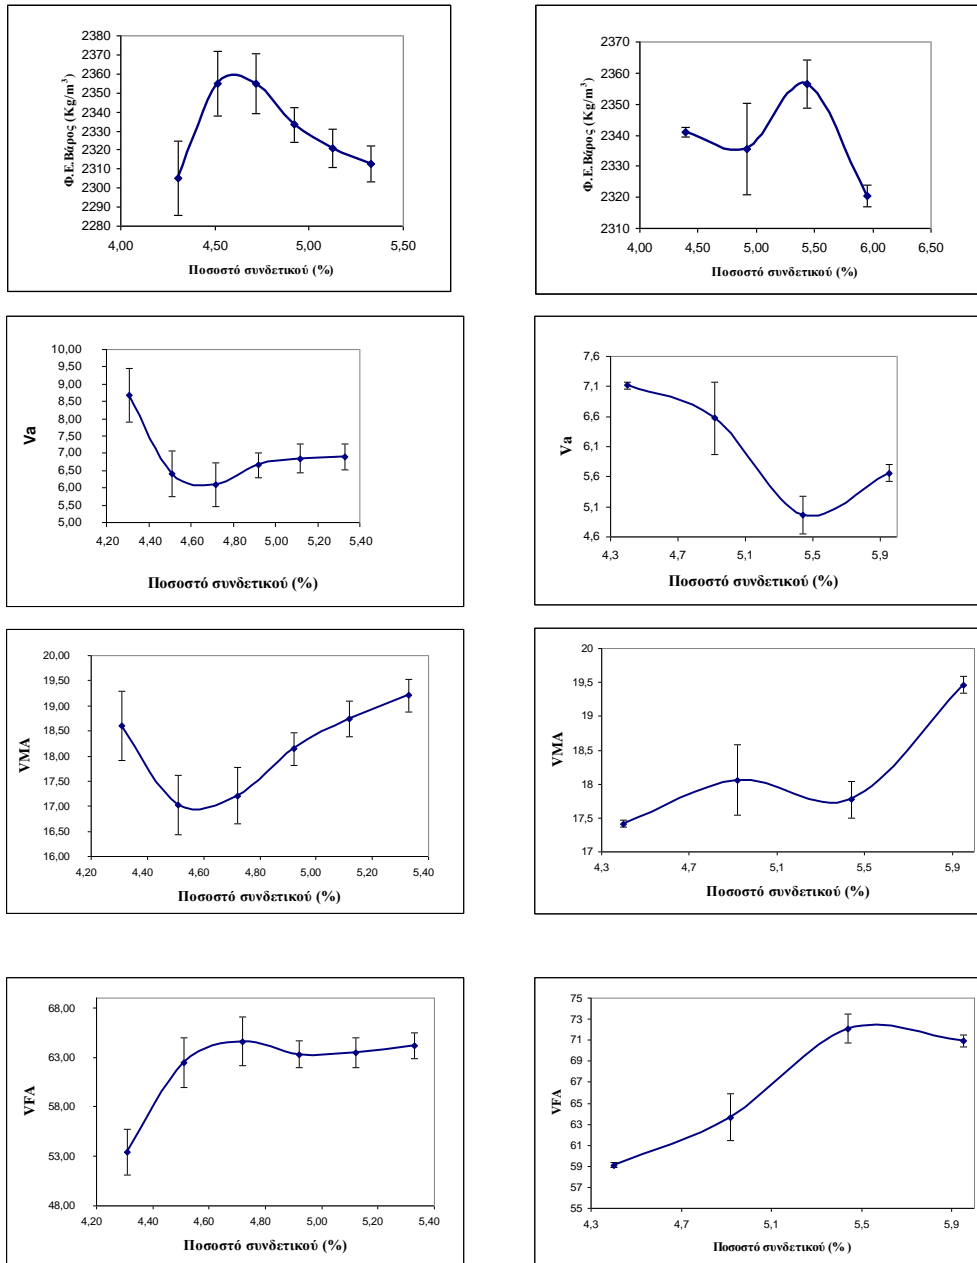 2380
2370
2360
2350
2340
2330
2320
2310
2300
2290
2280
4,00 4,50 5,00 5,50
Φ.Ε.Βάρος (Kg/m³)
Ποσοστό συνδετικού (%)
2370
2360
2350
2340
2330
2320
2310
4,00 4,50 5,00 5,50 6,00 6,50
Φ.Ε.Βάρος (Kg/m³)
Ποσοστό συνδετικού (%)
10,00
9,50
9,00
8,50
8,00
7,50
7,00
6,50
6,00
5,50
5,00
4,20 4,40 4,60 4,80 5,00 5,20 5,40
Va
Ποσοστό συνδετικού (%)
7,6
7,1
6,6
6,1
5,6
5,1
4,6
4,3 4,7 5,1 5,5 5,9
Va
Ποσοστό συνδετικού (%)
20,00
19,00
18,00
17,00
16,00
4,20 4,40 4,60 4,80 5,00 5,20 5,40
VMA
Ποσοστό συνδετικού (%)
20
19,5
19
18,5
18
17,5
17
4,3 4,7 5,1 5,5 5,9
VMA
Ποσοστό συνδετικού (%)
68,00
63,00
58,00
53,00
48,00
4,20 4,40 4,60 4,80 5,00 5,20 5,40
VFA
Ποσοστό συνδετικού (%)
75
73
71
69
67
65
63
61
59
57
55
4,3 4,7 5,1 5,5 5,9
VFA
Ποσοστό συνδετικού (% )